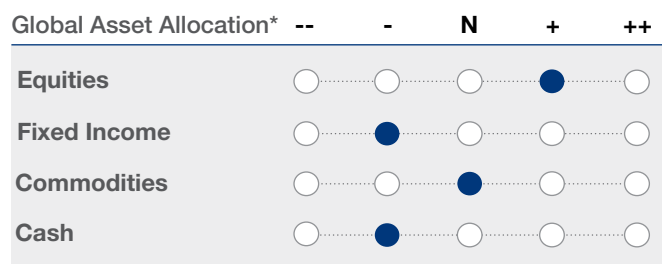 Global Asset Allocation* -- - N + ++
Equities
Fixed Income
Commodities
Cash